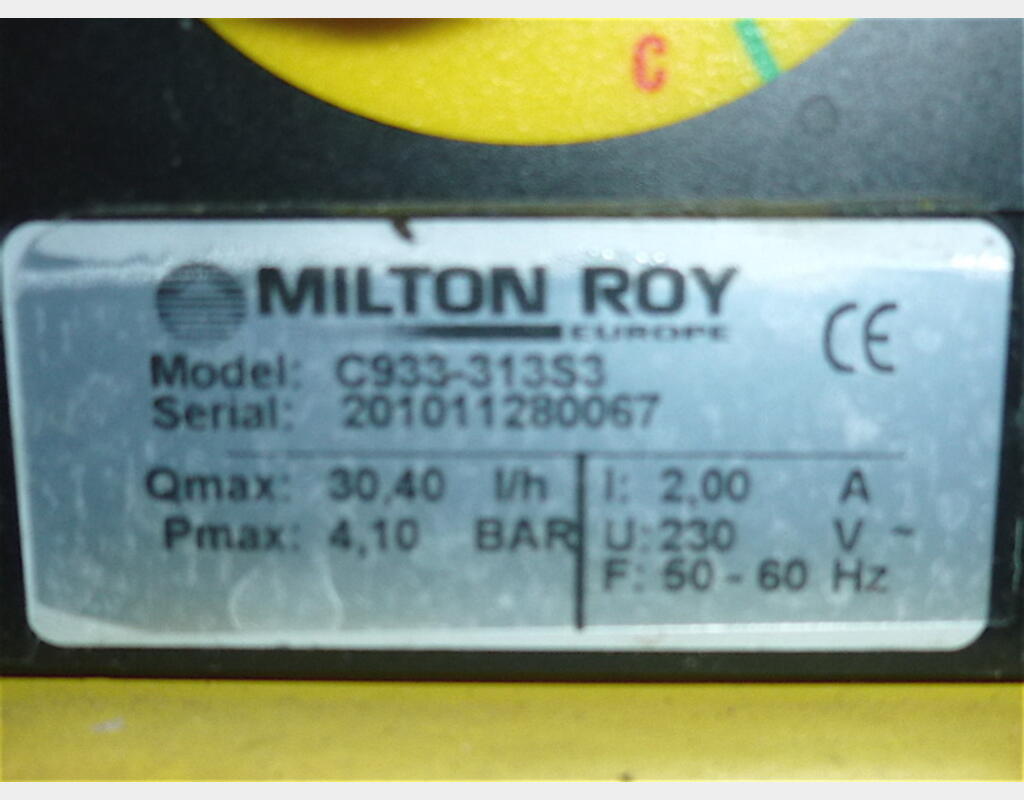 C
MILTON ROY
EUROPE
CE
Model: C933-313S3
Serial: 201011280067
Qmax: 30,40 l/h
Pmax: 4,10 BAR
I: 2,00 A
U: 230 V ~
F: 50 - 60 Hz